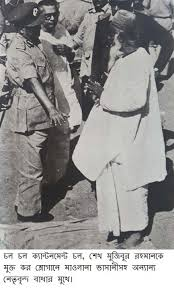 চল চল ক্যান্টনমেন্ট চল, শেখ মুজিবুর রহমানকে
মুক্ত কর শ্লোগানে মাওলানা ভাসানীসহ অন্যান্য
নেতৃবৃন্দ বাধার মুখে।